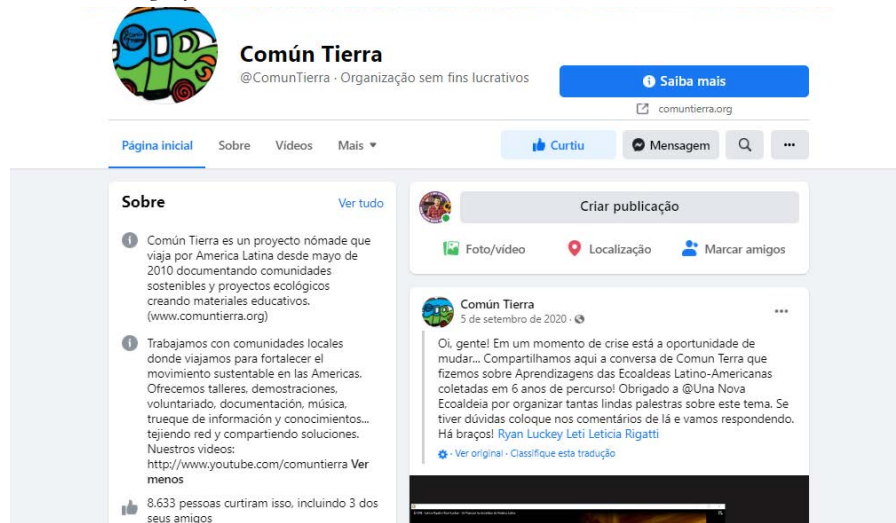 Común Tierra
@ComunTierra · Organização sem fins lucrativos
Saiba mais
comuntierra.org
Página inicial
Sobre
Vídeos
Mais
Curtiu
Mensagem
Sobre
Ver tudo
Común Tierra es un proyecto nómade que
viaja por America Latina desde mayo de
2010 documentando comunidades
sostenibles y proyectos ecológicos
creando materiales educativos.
(www.comuntierra.org)
Trabajamos con comunidades locales
donde viajamos para fortalecer el
movimiento sustentable en las Americas.
Ofrecemos talleres, demostraciones,
voluntariado, documentación, música,
trueque de información y conocimientos...
tejiendo red y compartiendo soluciones.
Nuestros videos:
http://www.youtube.com/comuntierra Ver
menos
8.633 pessoas curtiram isso, incluindo 3 dos
seus amigos
Criar publicação
Foto/vídeo
Localização
Marcar amigos
Común Tierra
5 de setembro de 2020 ·
Oi, gente! Em um momento de crise está a oportunidade de
mudar... Compartilhamos aqui a conversa de Comun Terra que
fizemos sobre Aprendizagens das Ecoaldeas Latino-Americanas
coletadas em 6 anos de percurso! Obrigado a @Una Nova
Ecoaldeia por organizar tantas lindas palestras sobre este tema. Se
tiver dúvidas coloque nos comentários de lá e vamos respondendo.
Há braços! Ryan Luckey Leti Leticia Rigatti
· Ver original · Classifique esta tradução